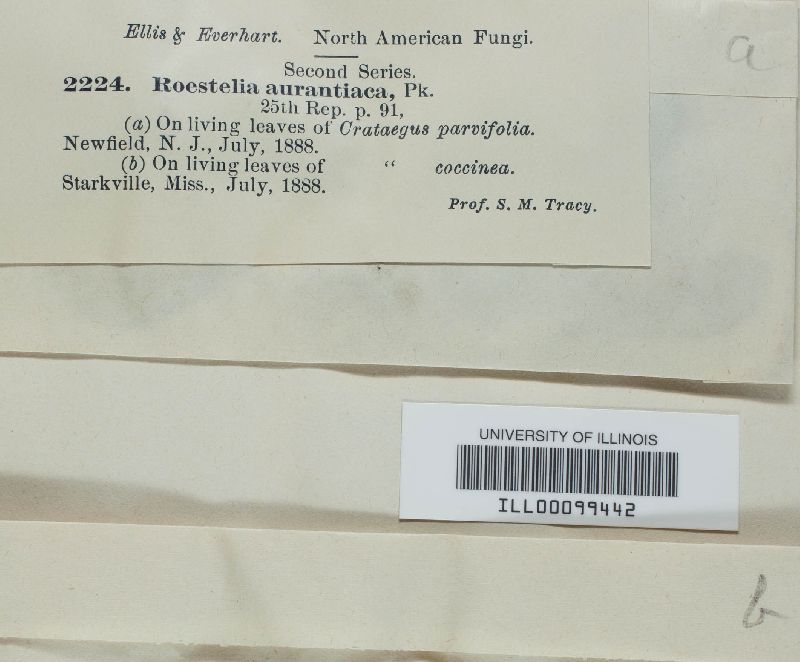 Ellis & Everhart. North American Fungi.
a
Second Series.
2224. Roestelia aurantiaca, Pk.
25th Rep. p. 91,
(a) On living leaves of Crataegus parvifolia.
Newfield, N. J., July, 1888.
(b) On living leaves of " coccinea.
Starkville, Miss., July, 1888.
Prof. S. M. Tracy.
UNIVERSITY OF ILLINOIS
ILL00099442
b